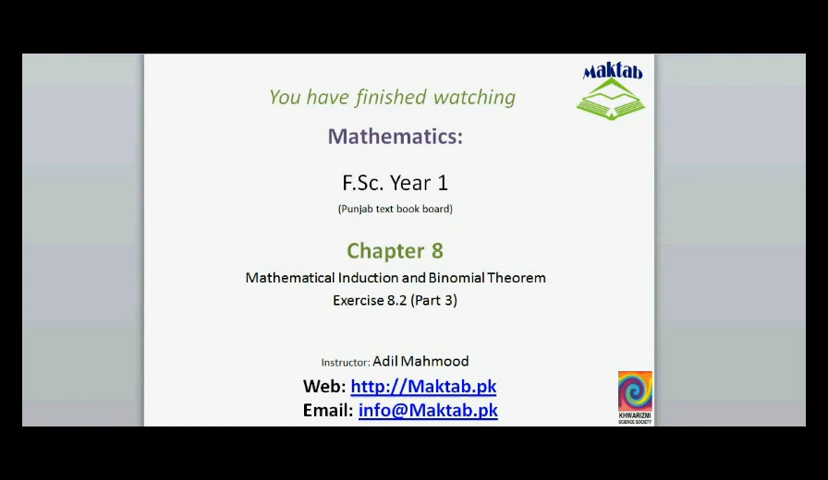 Maktab
You have finished watching
Mathematics:
F.Sc. Year 1
(Punjab text book board)
Chapter 8
Mathematical Induction and Binomial Theorem
Exercise 8.2 (Part 3)
Instructor: Adil Mahmood
Web: http://Maktab.pk
Email: info@Maktab.pk
KHWARIZMI
SCIENCE SOCIETY